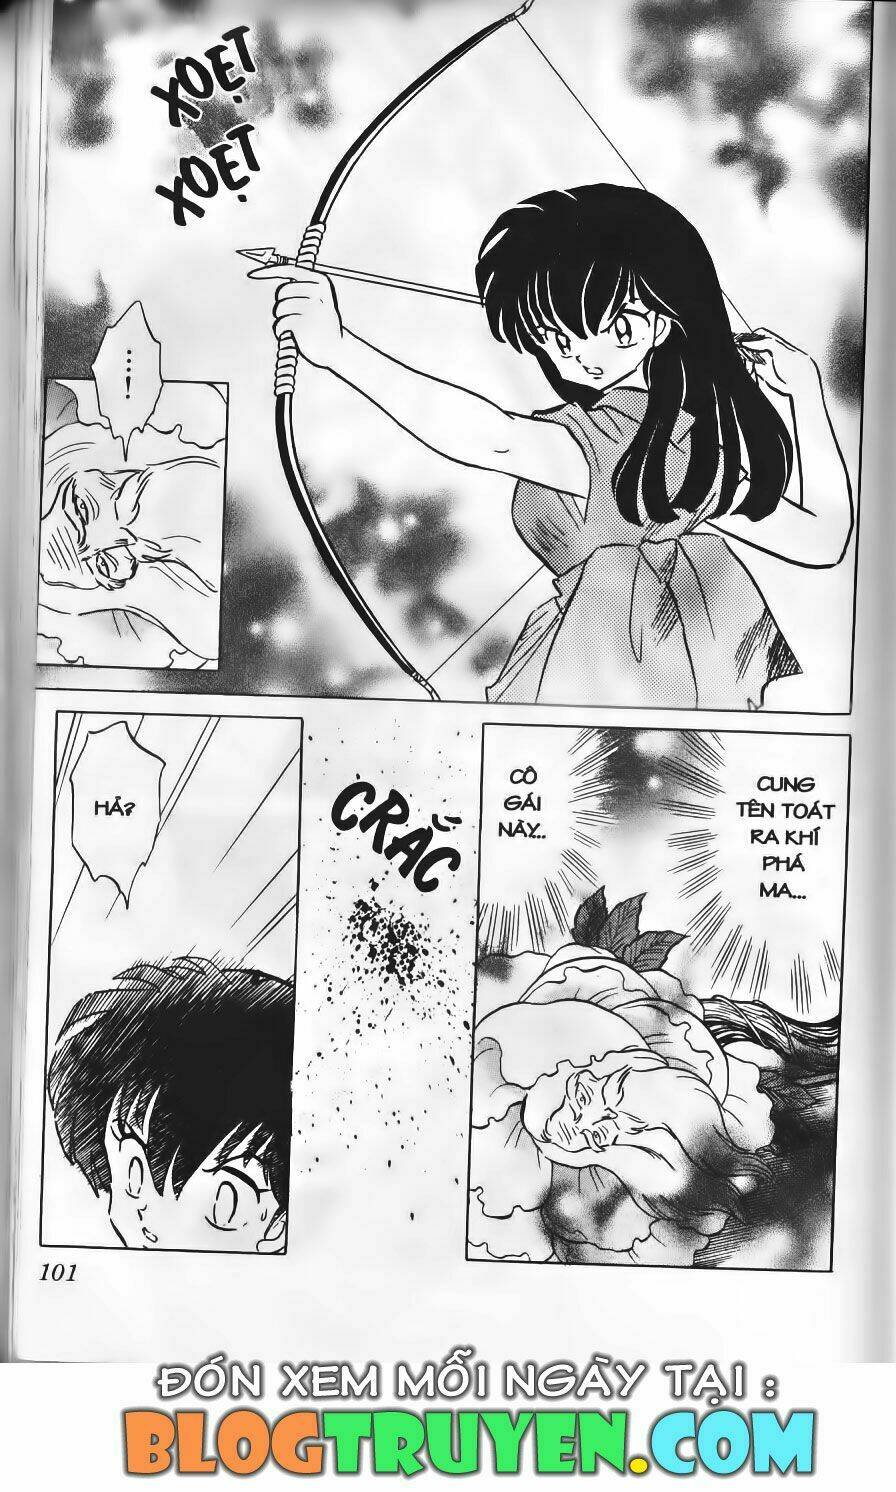 XOẸT
XOẸT
...!
CUNG
TÊN TOÁT
RA KHÍ
PHÁ
MA...
CÔ
GÁI
NÀY...
CRẮC
HẢ?
101
ĐÓN XEM MỖI NGÀY TẠI :
BLOGTRUYEN.COM